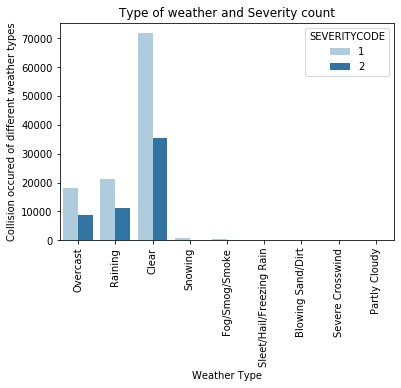 Type of weather and Severity count
Collision occured of different weather types
70000
60000
50000
40000
30000
20000
10000
0
SEVERITYCODE
1
2
Overcast
Raining
Clear
Snowing
Fog/Smog/Smoke
Sleet/Hail/Freezing Rain
Blowing Sand/Dirt
Severe Crosswind
Partly Cloudy
Weather Type